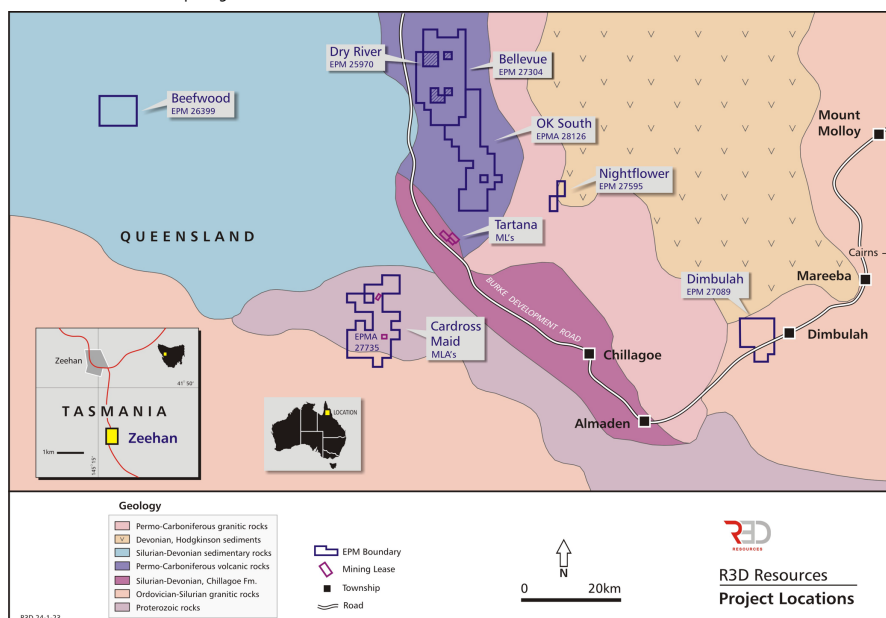 Dry River
EPM 25970
Bellevue
EPM 27304
Beefwood
EPM 26399
OK South
EPMA 28126
Mount
Molloy
Nightflower
EPM 27595
Tartana
ML's
QUEENSLAND
Cairns
Mareeba
Dimbulah
EPM 27089
BURKE DEVELOPMENT ROAD
Cardross
Maid
MLA's
EPMA
27735
Dimbulah
Chillagoe
Almaden
Zeehan
41° 50'
TASMANIA
Zeehan
1km
145° 15'
LOCATION
Geology
Permo-Carboniferous granitic rocks
Devonian, Hodgkinson sediments
Silurian-Devonian sedimentary rocks
Permo-Carboniferous volcanic rocks
Silurian-Devonian, Chillagoe Fm.
Ordovician-Silurian granitic rocks
Proterozoic rocks
EPM Boundary
Mining Lease
Township
Road
N
0 20km
R3D
RESOURCES
R3D Resources
Project Locations